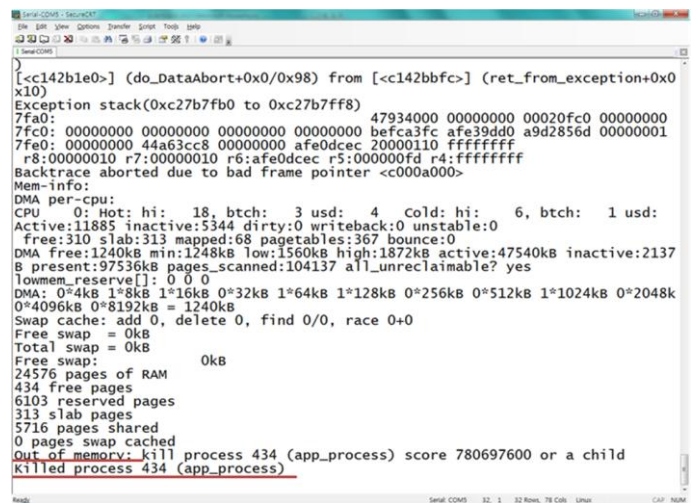 Serial-COM5 - SecureCRT
File Edit View Options Transfer Script Tools Help
Serial-COM5
)
[<c142b1e0>] (do_DataAbort+0x0/0x98) from [<c142bbfc>] (ret_from_exception+0x0
x10)
Exception stack(0xc27b7fb0 to 0xc27b7ff8)
7fa0: 47934000 00000000 00020fc0 00000000
7fc0: 00000000 00000000 00000000 00000000 befca3fc afe39dd0 a9d2856d 00000001
7fe0: 00000000 44a63cc8 00000000 afe0dcec 20000110 ffffffff
r8:00000010 r7:00000010 r6:afe0dcec r5:000000fd r4:ffffffff
Backtrace aborted due to bad frame pointer <c000a000>
Mem-info:
DMA per-cpu:
CPU 0: Hot: hi: 18, btch: 3 usd: 4 Cold: hi: 6, btch: 1 usd:
Active:11885 inactive:5344 dirty:0 writeback:0 unstable:0
free:310 slab:313 mapped:68 pagetables:367 bounce:0
DMA free:1240kB min:1248kB low:1560kB high:1872kB active:47540kB inactive:2137
B present:97536kB pages_scanned:104137 all_unreclaimable? yes
lowmem_reserve[]: 0 0 0
DMA: 0*4kB 1*8kB 1*16kB 0*32kB 1*64kB 1*128kB 0*256kB 0*512kB 1*1024kB 0*2048k
0*4096kB 0*8192kB = 1240kB
Swap cache: add 0, delete 0, find 0/0, race 0+0
Free swap = 0kB
Total swap = 0kB
Free swap: 0kB
24576 pages of RAM
434 free pages
6103 reserved pages
313 slab pages
5716 pages shared
0 pages swap cached
Out of memory: kill process 434 (app_process) score 780697600 or a child
Killed process 434 (app_process)
Ready Serial: COM5 32, 1 32 Rows, 78 Cols Linux CAP NUM